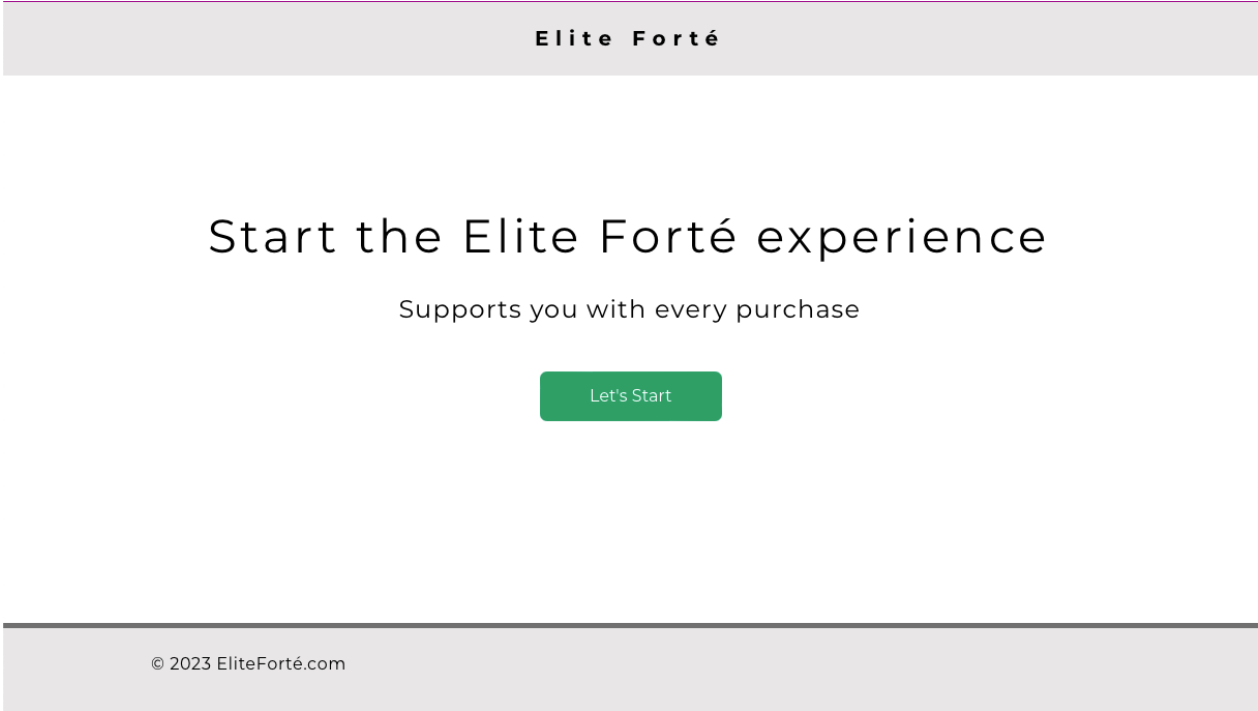 Elite Forté
Start the Elite Forté experience
Supports you with every purchase
Let's Start
© 2023 EliteForté.com